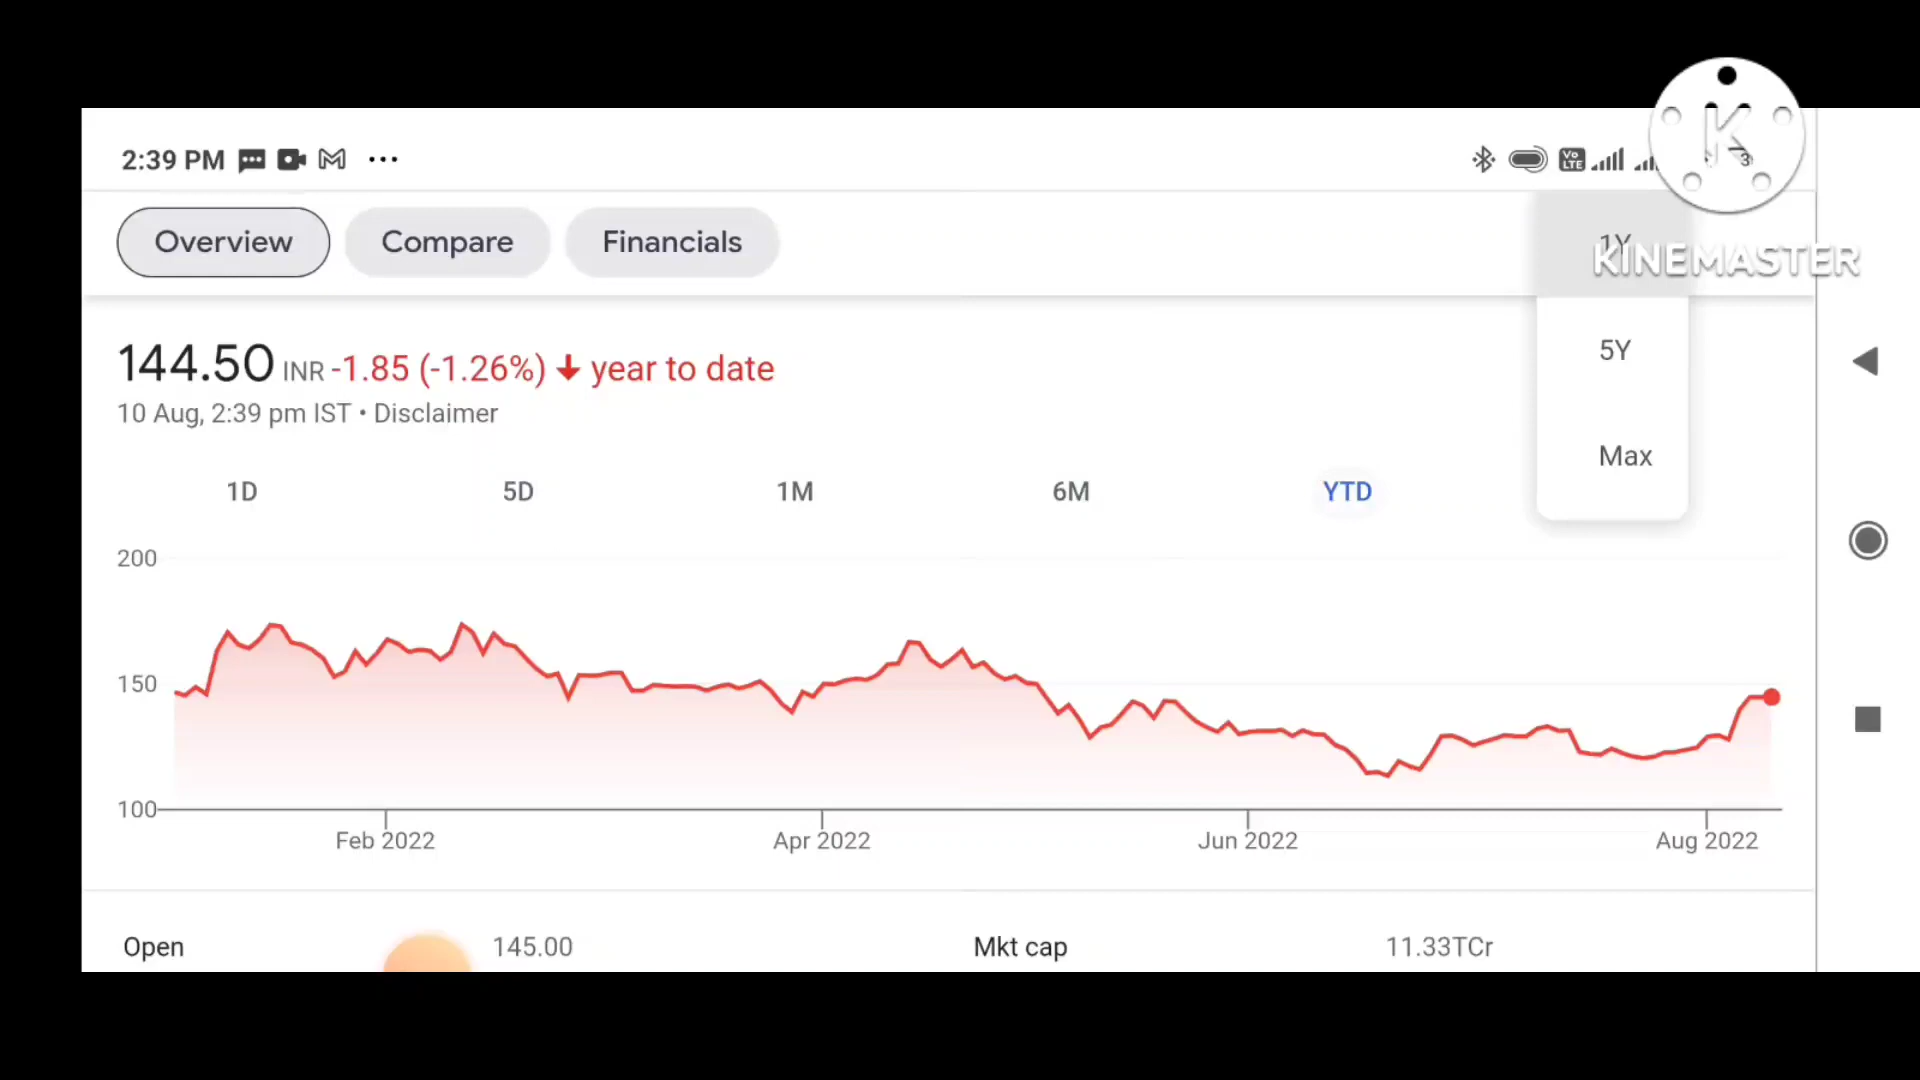 2:39 PM
VO LTE
K
KINEMASTER
Overview Compare Financials
1Y
5Y
Max
144.50 INR -1.85 (-1.26%) ↓ year to date
10 Aug, 2:39 pm IST • Disclaimer
1D 5D 1M 6M YTD
200
150
100
Feb 2022 Apr 2022 Jun 2022 Aug 2022
Open 145.00 Mkt cap 11.33TCr